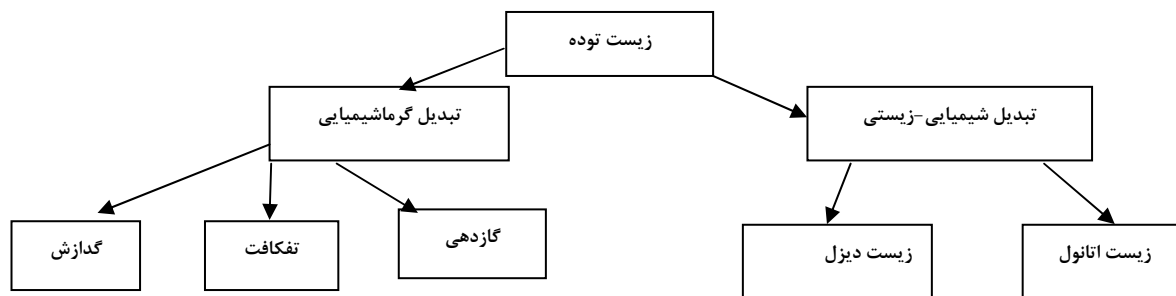 زیست توده
تبدیل شیمیایی-زیستی
تبدیل گرماشیمیایی
زیست اتانول
زیست دیزل
گازدهی
تفکافت
گدازش